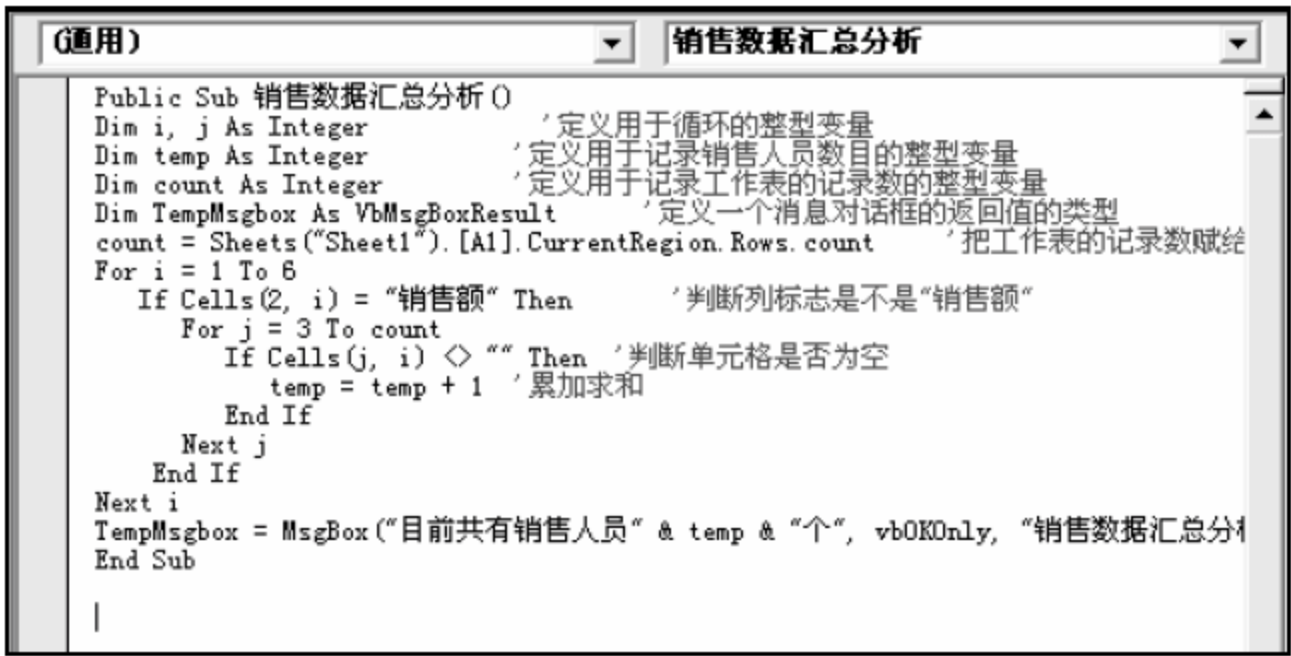 (通用)
销售数据汇总分析
Public Sub 销售数据汇总分析()
Dim i, j As Integer '定义用于循环的整型变量
Dim temp As Integer '定义用于记录销售人员数目的整型变量
Dim count As Integer '定义用于记录工作表的记录数的整型变量
Dim TempMsgbox As VbMsgBoxResult '定义一个消息对话框的返回值的类型
count = Sheets("Sheet1").[A1].CurrentRegion.Rows.count '把工作表的记录数赋给
For i = 1 To 6
If Cells(2, i) = "销售额" Then '判断列标志是不是"销售额"
For j = 3 To count
If Cells(j, i) <> "" Then '判断单元格是否为空
temp = temp + 1 '累加求和
End If
Next j
End If
Next i
TempMsgbox = MsgBox("目前共有销售人员" & temp & "个", vbOKOnly, "销售数据汇总分析
End Sub